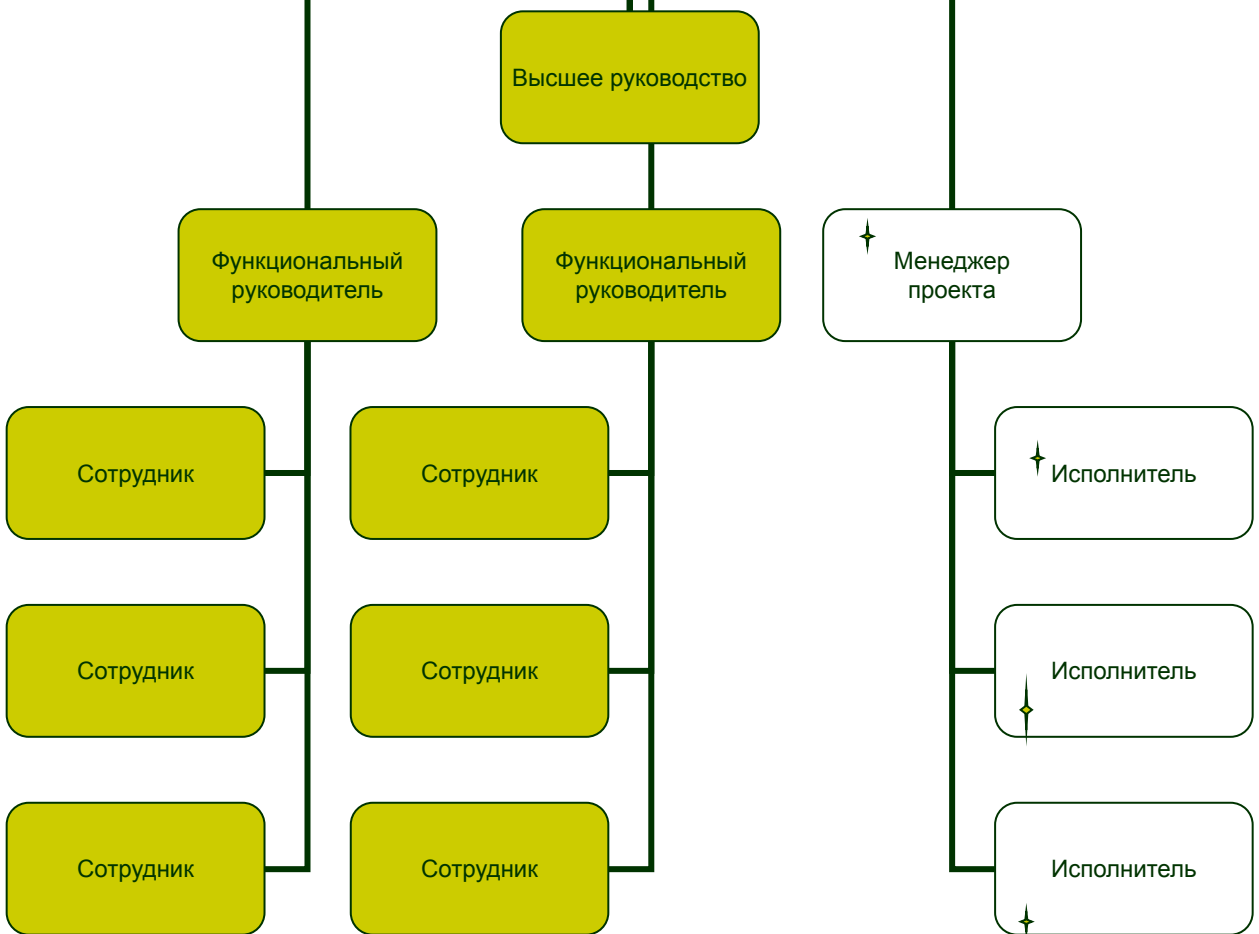 Высшее руководство
Функциональный
руководитель
Функциональный
руководитель
Менеджер
проекта
Сотрудник
Сотрудник
Исполнитель
Сотрудник
Сотрудник
Исполнитель
Сотрудник
Сотрудник
Исполнитель